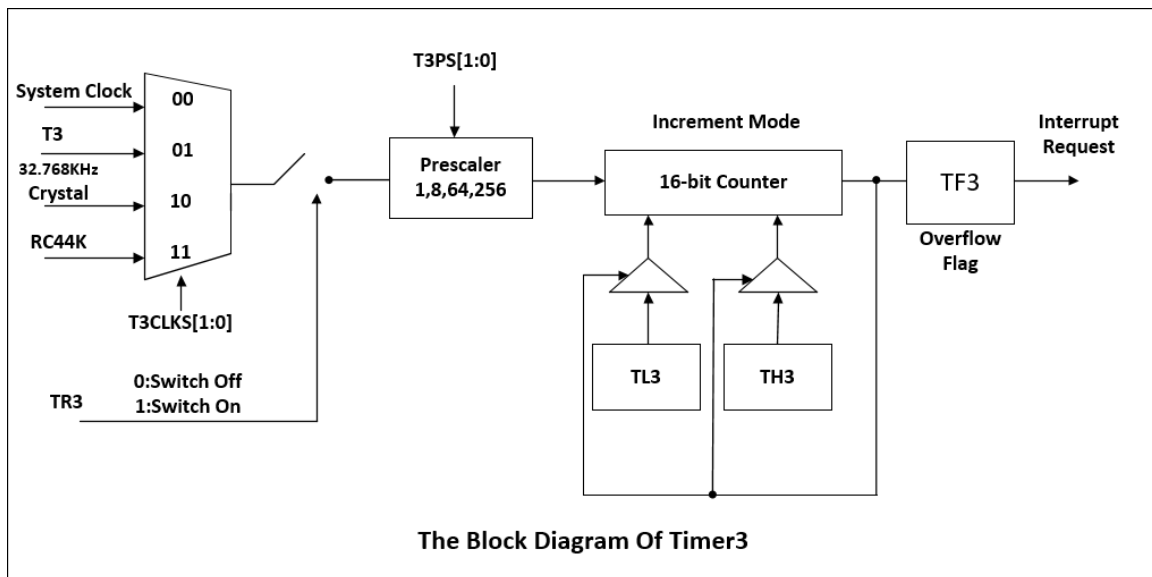 System Clock
T3
32.768KHz
Crystal
RC44K
00
01
10
11
T3CLKS[1:0]
TR3
0:Switch Off
1:Switch On
T3PS[1:0]
Prescaler
1,8,64,256
Increment Mode
16-bit Counter
TL3
TH3
TF3
Overflow
Flag
Interrupt
Request
The Block Diagram Of Timer3